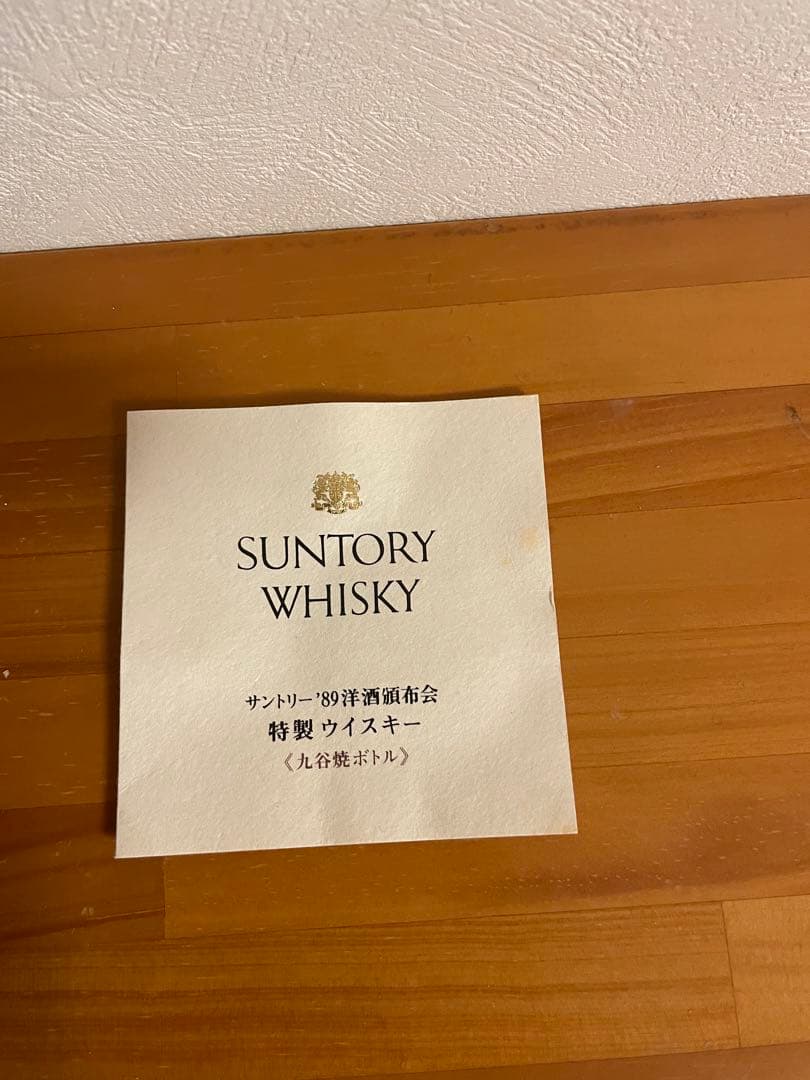 SUNTORY
WHISKY
サントリー'89洋酒頒布会
特製 ウイスキー
《九谷焼ボトル》